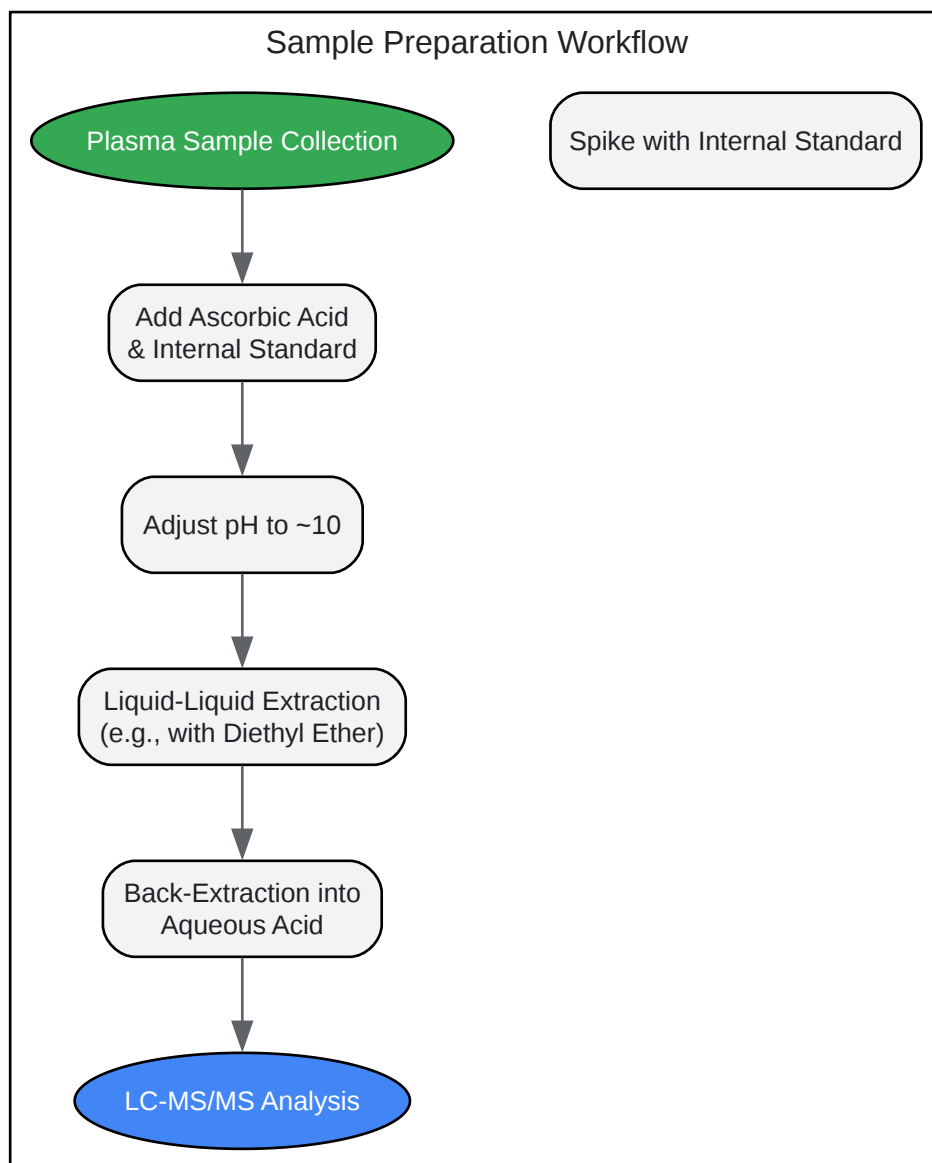 Sample Preparation Workflow
Plasma Sample Collection
Spike with Internal Standard
Add Ascorbic Acid
& Internal Standard
Adjust pH to ~10
Liquid-Liquid Extraction
(e.g., with Diethyl Ether)
Back-Extraction into
Aqueous Acid
LC-MS/MS Analysis